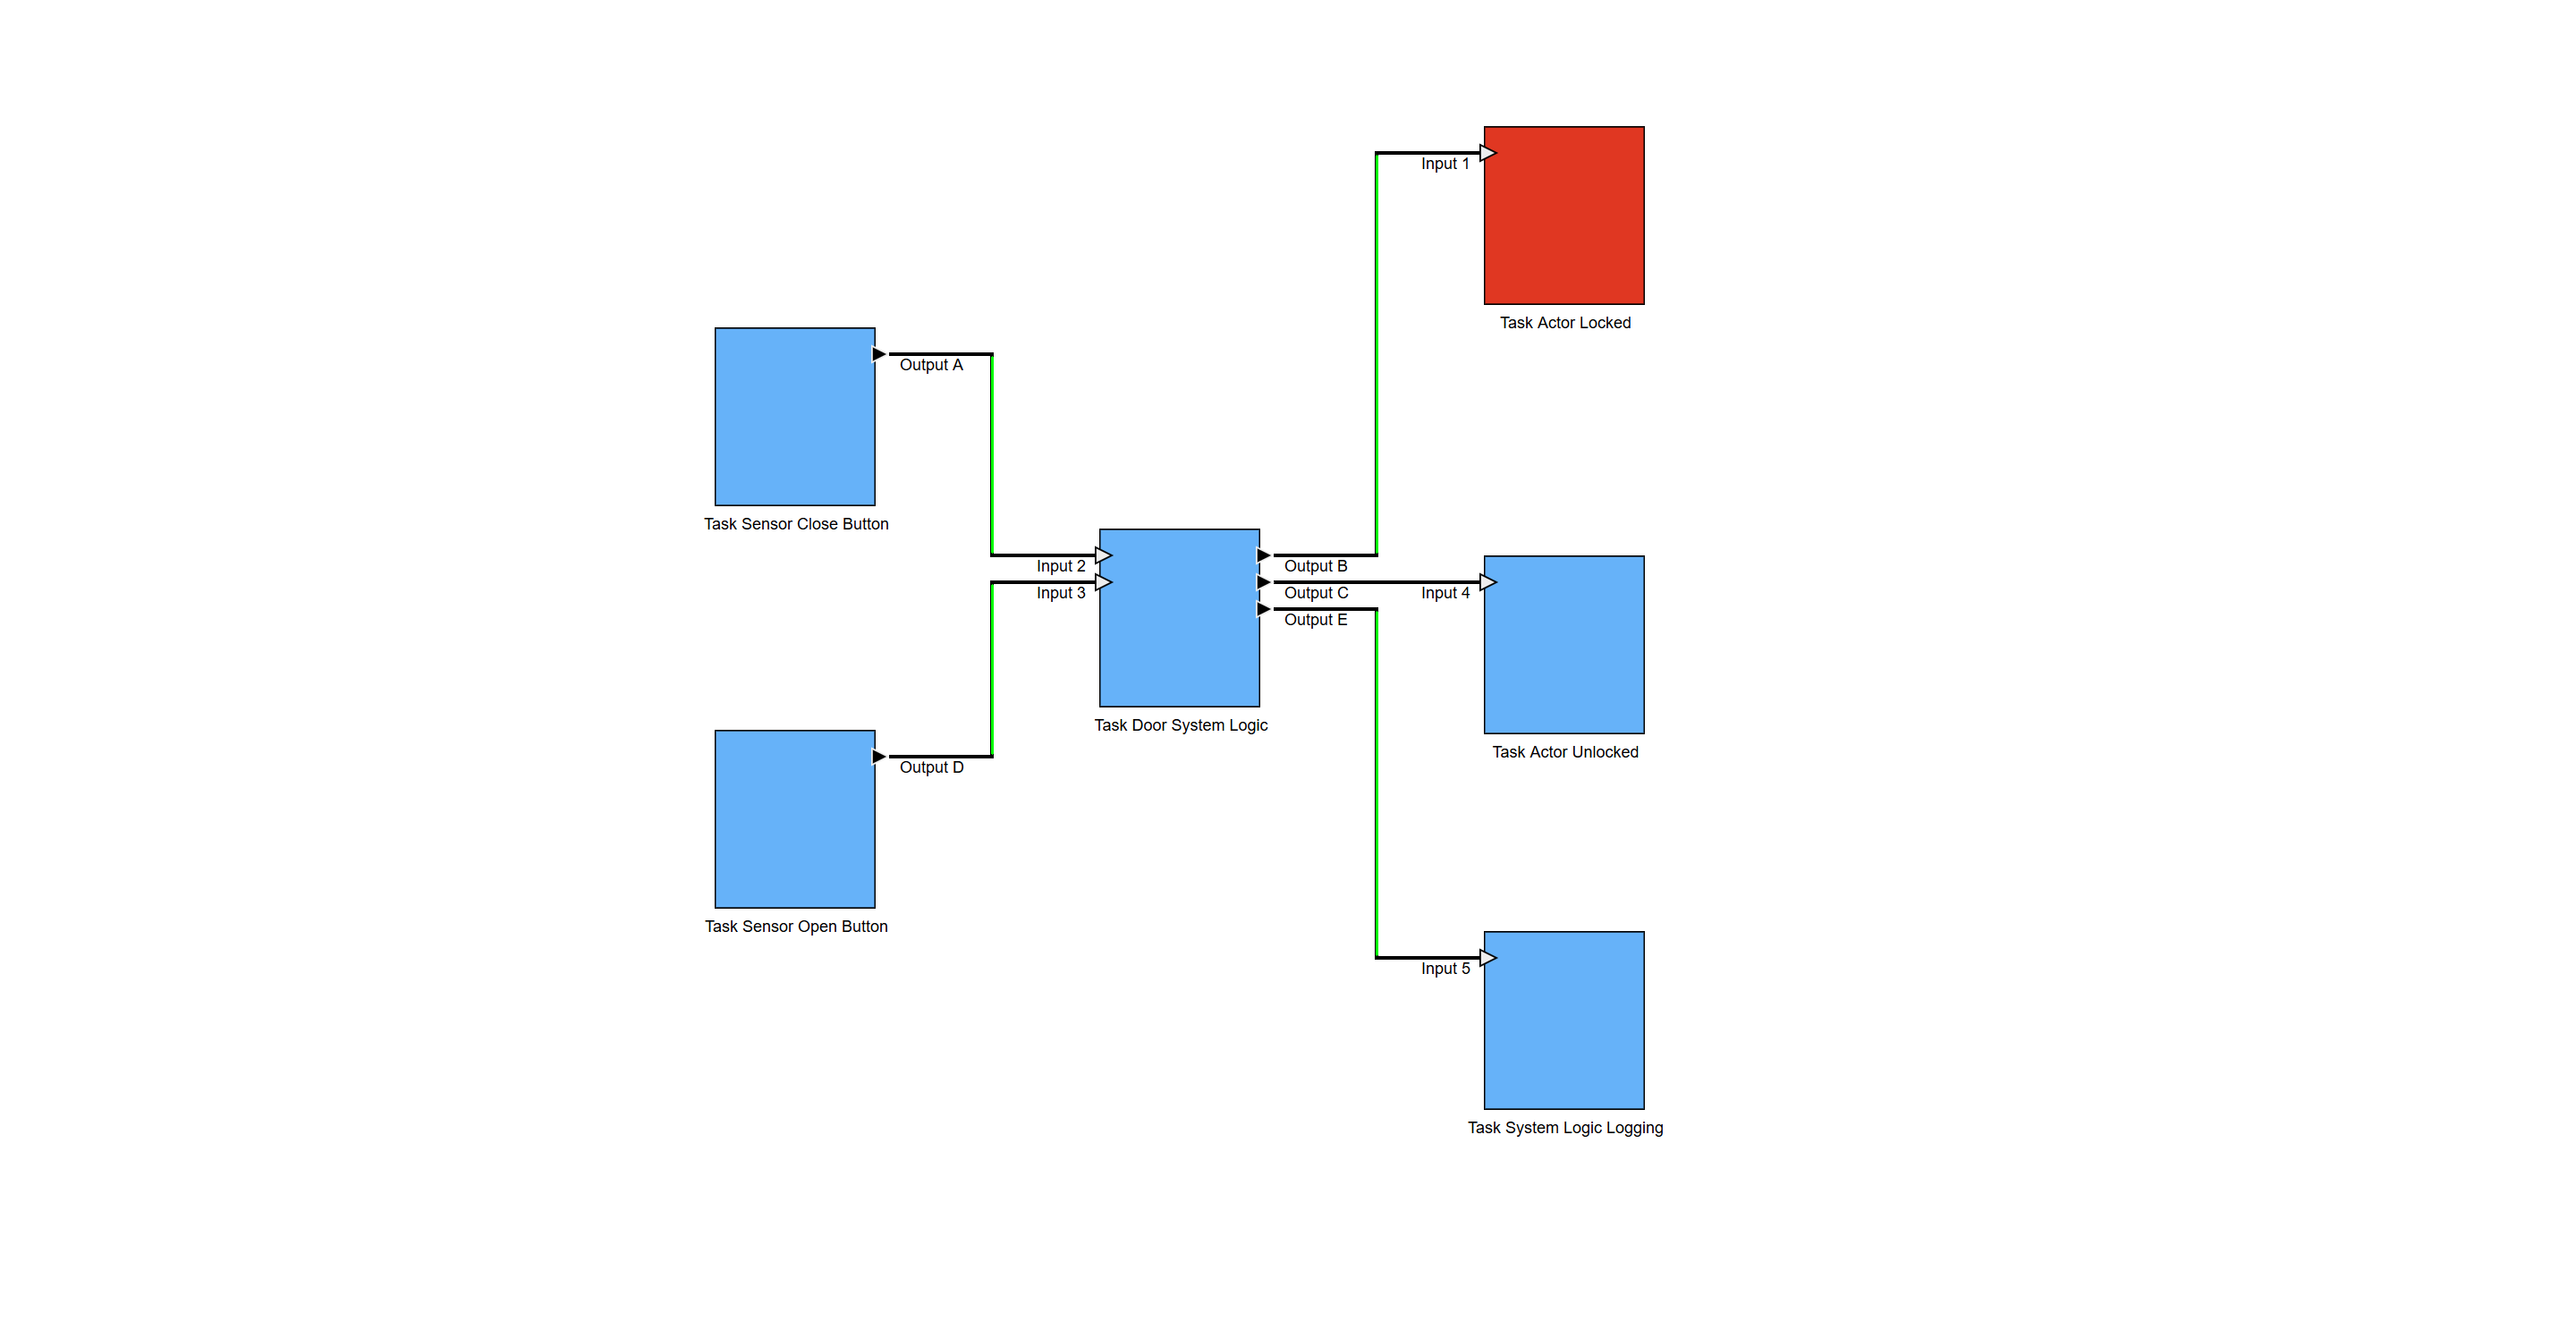 Input 1
Task Actor Locked
Output A
Task Sensor Close Button
Input 2
Output B
Input 3
Output C
Input 4
Output E
Task Door System Logic
Task Actor Unlocked
Output D
Task Sensor Open Button
Input 5
Task System Logic Logging